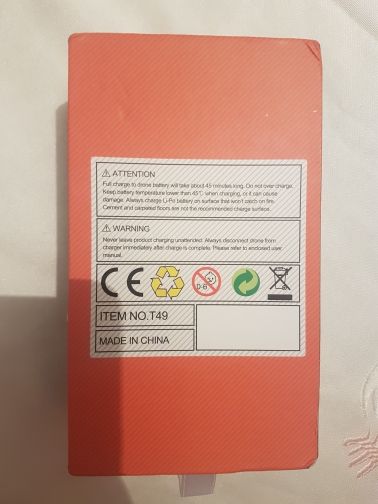 ⚠ ATTENTION
Full charge to drone battery will take about 45 minutes long. Do not over charge.
Keep battery temperature lower than 45℃ when charging, or it can cause
damage. Always charge Li-Po battery on surface that won't catch on fire.
Cement and carpated floors are not the recommended charge surface.
⚠ WARNING
Never leave product charging unattended. Always disconnect drone from
charger immediately after charge is complete. Please refer to enclosed user
manual.
CE 0-6
ITEM NO.T49
MADE IN CHINA